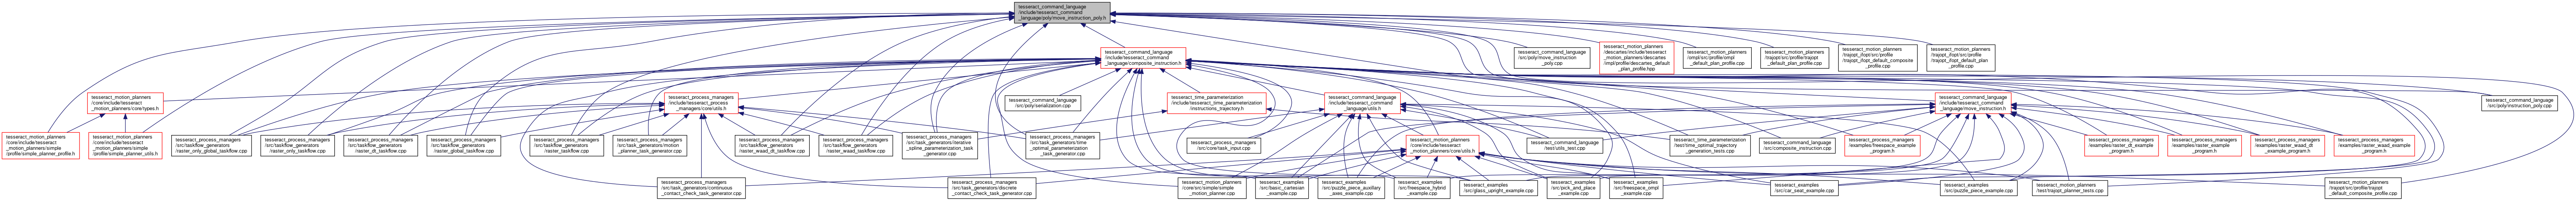 tesseract_command_language
/include/tesseract_command
_language/poly/move_instruction_poly.h
tesseract_command_language
/include/tesseract_command
_language/composite_instruction.h
tesseract_command_language
/src/poly/move_instruction
_poly.cpp
tesseract_motion_planners
/descartes/include/tesseract
_motion_planners/descartes
/impl/profile/descartes_default
_plan_profile.hpp
tesseract_motion_planners
/ompl/src/profile/ompl
_default_plan_profile.cpp
tesseract_motion_planners
/trajopt/src/profile/trajopt
_default_plan_profile.cpp
tesseract_motion_planners
/trajopt_ifopt/src/profile
/trajopt_ifopt_default_composite
_profile.cpp
tesseract_motion_planners
/trajopt_ifopt/src/profile
/trajopt_ifopt_default_plan
_profile.cpp
tesseract_motion_planners
/core/include/tesseract
_motion_planners/core/types.h
tesseract_process_managers
/include/tesseract_process
_managers/core/utils.h
tesseract_command_language
/src/poly/serialization.cpp
tesseract_time_parameterization
/include/tesseract_time_parameterization
/instructions_trajectory.h
tesseract_command_language
/include/tesseract_command
_language/utils.h
tesseract_command_language
/include/tesseract_command
_language/move_instruction.h
tesseract_command_language
/src/instruction_poly.cpp
tesseract_motion_planners
/core/include/tesseract
_motion_planners/simple
/profile/simple_planner_profile.h
tesseract_motion_planners
/core/include/tesseract
_motion_planners/simple
/profile/simple_planner_utils.h
tesseract_process_managers
/src/taskflow_generators
/raster_only_global_taskflow.cpp
tesseract_process_managers
/src/taskflow_generators
/raster_only_taskflow.cpp
tesseract_process_managers
/src/taskflow_generators
/raster_dt_taskflow.cpp
tesseract_process_managers
/src/taskflow_generators
/raster_global_taskflow.cpp
tesseract_process_managers
/src/taskflow_generators
/raster_taskflow.cpp
tesseract_process_managers
/src/task_generators/motion
_planner_task_generator.cpp
tesseract_process_managers
/src/taskflow_generators
/raster_waad_dt_taskflow.cpp
tesseract_process_managers
/src/taskflow_generators
/raster_waad_taskflow.cpp
tesseract_process_managers
/src/task_generators/iterative
_spline_parameterization_task
_generator.cpp
tesseract_process_managers
/src/task_generators/time
_optimal_parameterization
_task_generator.cpp
tesseract_process_managers
/src/core/task_input.cpp
tesseract_motion_planners
/core/include/tesseract
_motion_planners/core/utils.h
tesseract_command_language
/test/utils_test.cpp
tesseract_time_parameterization
/test/time_optimal_trajectory
_generation_tests.cpp
tesseract_command_language
/src/composite_instruction.cpp
tesseract_process_managers
/examples/freespace_example
_program.h
tesseract_process_managers
/examples/raster_dt_example
_program.h
tesseract_process_managers
/examples/raster_example
_program.h
tesseract_process_managers
/examples/raster_waad_dt
_example_program.h
tesseract_process_managers
/examples/raster_waad_example
_program.h
tesseract_process_managers
/src/task_generators/continuous
_contact_check_task_generator.cpp
tesseract_process_managers
/src/task_generators/discrete
_contact_check_task_generator.cpp
tesseract_motion_planners
/core/src/simple/simple
_motion_planner.cpp
tesseract_examples
/src/basic_cartesian
_example.cpp
tesseract_examples
/src/puzzle_piece_auxillary
_axes_example.cpp
tesseract_examples
/src/freespace_hybrid
_example.cpp
tesseract_examples
/src/glass_upright_example.cpp
tesseract_examples
/src/pick_and_place
_example.cpp
tesseract_examples
/src/freespace_ompl
_example.cpp
tesseract_examples
/src/car_seat_example.cpp
tesseract_examples
/src/puzzle_piece_example.cpp
tesseract_motion_planners
/test/trajopt_planner_tests.cpp
tesseract_motion_planners
/trajopt/src/profile/trajopt
_default_composite_profile.cpp